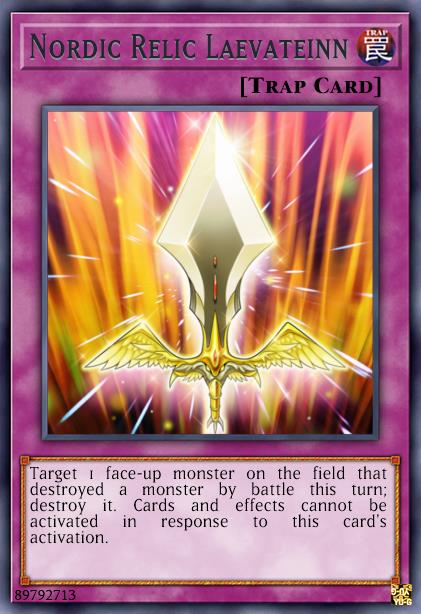 Nordic Relic Laevateinn
TRAP
罠
[Trap Card]
Target 1 face-up monster on the field that
destroyed a monster by battle this turn;
destroy it. Cards and effects cannot be
activated in response to this card's
activation.
89792713